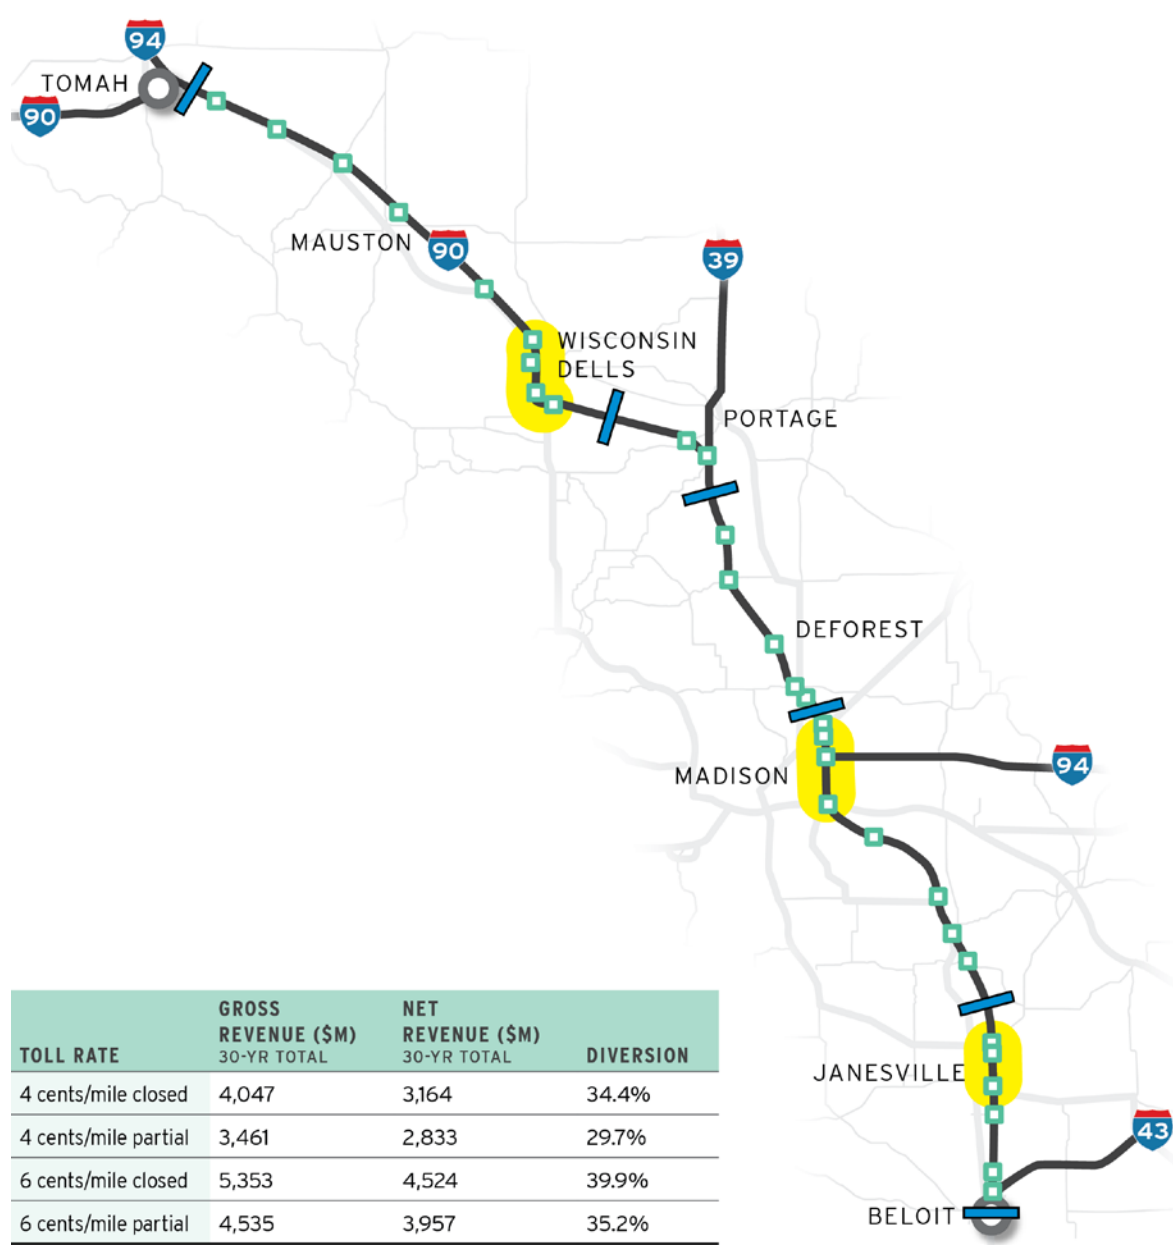 94
TOMAH
90
MAUSTON
90
39
WISCONSIN
DELLS
PORTAGE
DEFOREST
MADISON
94
JANESVILLE
43
BELOIT
TOLL RATE GROSS REVENUE ($M) 30-YR TOTAL NET REVENUE ($M) 30-YR TOTAL DIVERSION
4 cents/mile closed 4,047 3,164 34.4%
4 cents/mile partial 3,461 2,833 29.7%
6 cents/mile closed 5,353 4,524 39.9%
6 cents/mile partial 4,535 3,957 35.2%